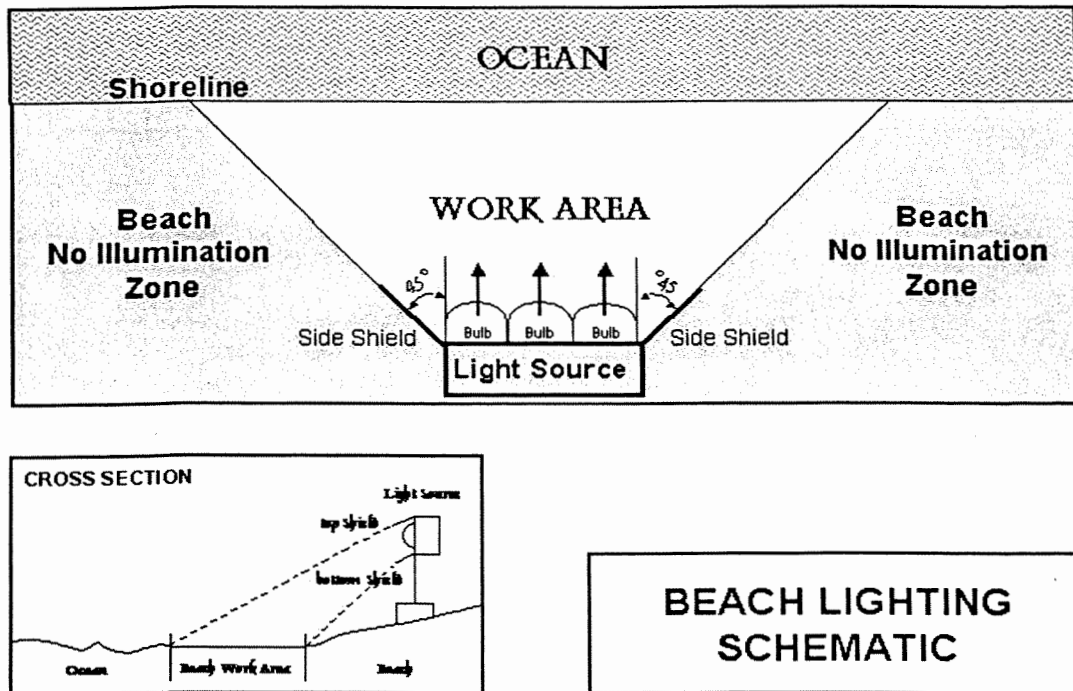 OCEAN
Shoreline
WORK AREA
Beach
No Illumination
Zone
Beach
No Illumination
Zone
45°
45°
Side Shield
Bulb
Bulb
Bulb
Side Shield
Light Source
CROSS SECTION
Light Source
top Shield
bottom Shield
Ocean
Beach Work Area
Beach
BEACH LIGHTING
SCHEMATIC